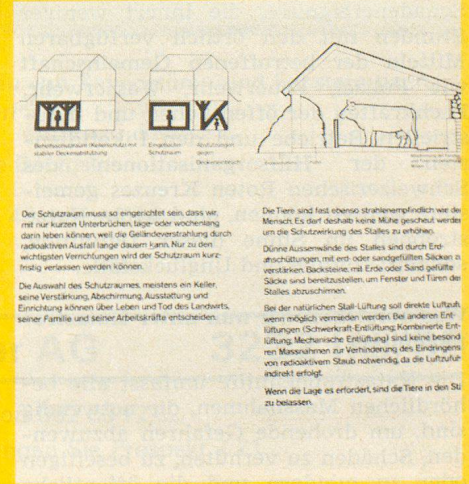 Behelfsschutzraum (Kellerschutz) mit
stabiler Deckenabstützung
Eingebauter
Schutzraum
Abstützungen
gegen
Deckeneinsturz
Der Schutzraum muss so eingerichtet sein, dass wir,
mit nur kurzen Unterbrüchen, tage- oder wochenlang
darin leben können, weil die Geländeverstrahlung durch
radioaktiven Ausfall lange dauern kann. Nur zu den
wichtigsten Verrichtungen wird der Schutzraum kurz-
fristig verlassen werden können.
Die Auswahl des Schutzraumes, meistens ein Keller,
seine Verstärkung, Abschirmung, Ausstattung und
Einrichtung können über Leben und Tod des Landwirts,
seiner Familie und seiner Arbeitskräfte entscheiden.
Die Tiere sind fast ebenso strahlenempfindlich wie der
Mensch. Es darf deshalb keine Mühe gescheut werden
um die Schutzwirkung des Stalles zu erhöhen.
Dünne Aussenwände des Stalles sind durch Erd-
anschüttungen, mit erd- oder sandgefüllten Säcken zu
verstärken. Backsteine, mit Erde oder Sand gefüllte
Säcke sind bereitzustellen, um Fenster und Türen des
Stalles abzuschirmen.
Bei der natürlichen Stall-Lüftung soll direkte Luftzufuhr
wenn möglich vermieden werden. Bei anderen Ent-
lüftungen (Schwerkraft-Entlüftung; Kombinierte Ent-
lüftung; Mechanische Entlüftung) sind keine besond
ren Massnahmen zur Verhinderung des Eindringens
von radioaktivem Staub notwendig, da die Luftzufuhr
indirekt erfolgt.
Wenn die Lage es erfordert, sind die Tiere in den St
zu belassen.